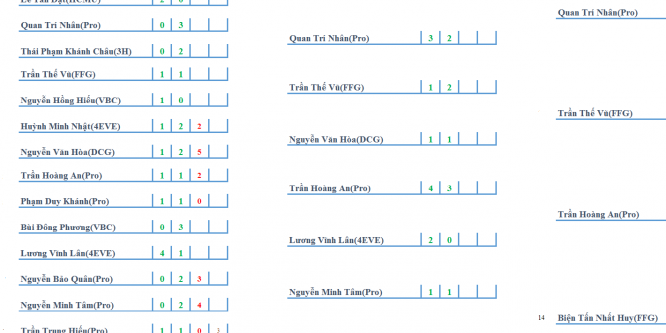 Lê Tấn Đạt(HCMU) 2 0
Quan Trí Nhân(Pro) 0 3
Thái Phạm Khánh Châu(3H) 0 2
Trần Thế Vũ(FFG) 1 1
Nguyễn Hồng Hiếu(VBC) 1 0
Huỳnh Minh Nhật(4EVE) 1 2 2
Nguyễn Văn Hòa(DCG) 1 2 5
Trần Hoàng An(Pro) 1 1 2
Phạm Duy Khánh(Pro) 1 1 0
Bùi Đông Phương(VBC) 0 3
Lương Vĩnh Lân(4EVE) 4 1
Nguyễn Bảo Quân(Pro) 0 2 3
Nguyễn Minh Tâm(Pro) 0 2 4
Trần Trung Hiếu(Pro) 1 1 0 3
Quan Trí Nhân(Pro) 3 2
Trần Thế Vũ(FFG) 1 2
Nguyễn Văn Hòa(DCG) 1 1
Trần Hoàng An(Pro) 4 3
Lương Vĩnh Lân(4EVE) 2 0
Nguyễn Minh Tâm(Pro) 1 1
Quan Trí Nhân(Pro)
Trần Thế Vũ(FFG)
Trần Hoàng An(Pro)
14 Biện Tấn Nhất Huy(FFG)